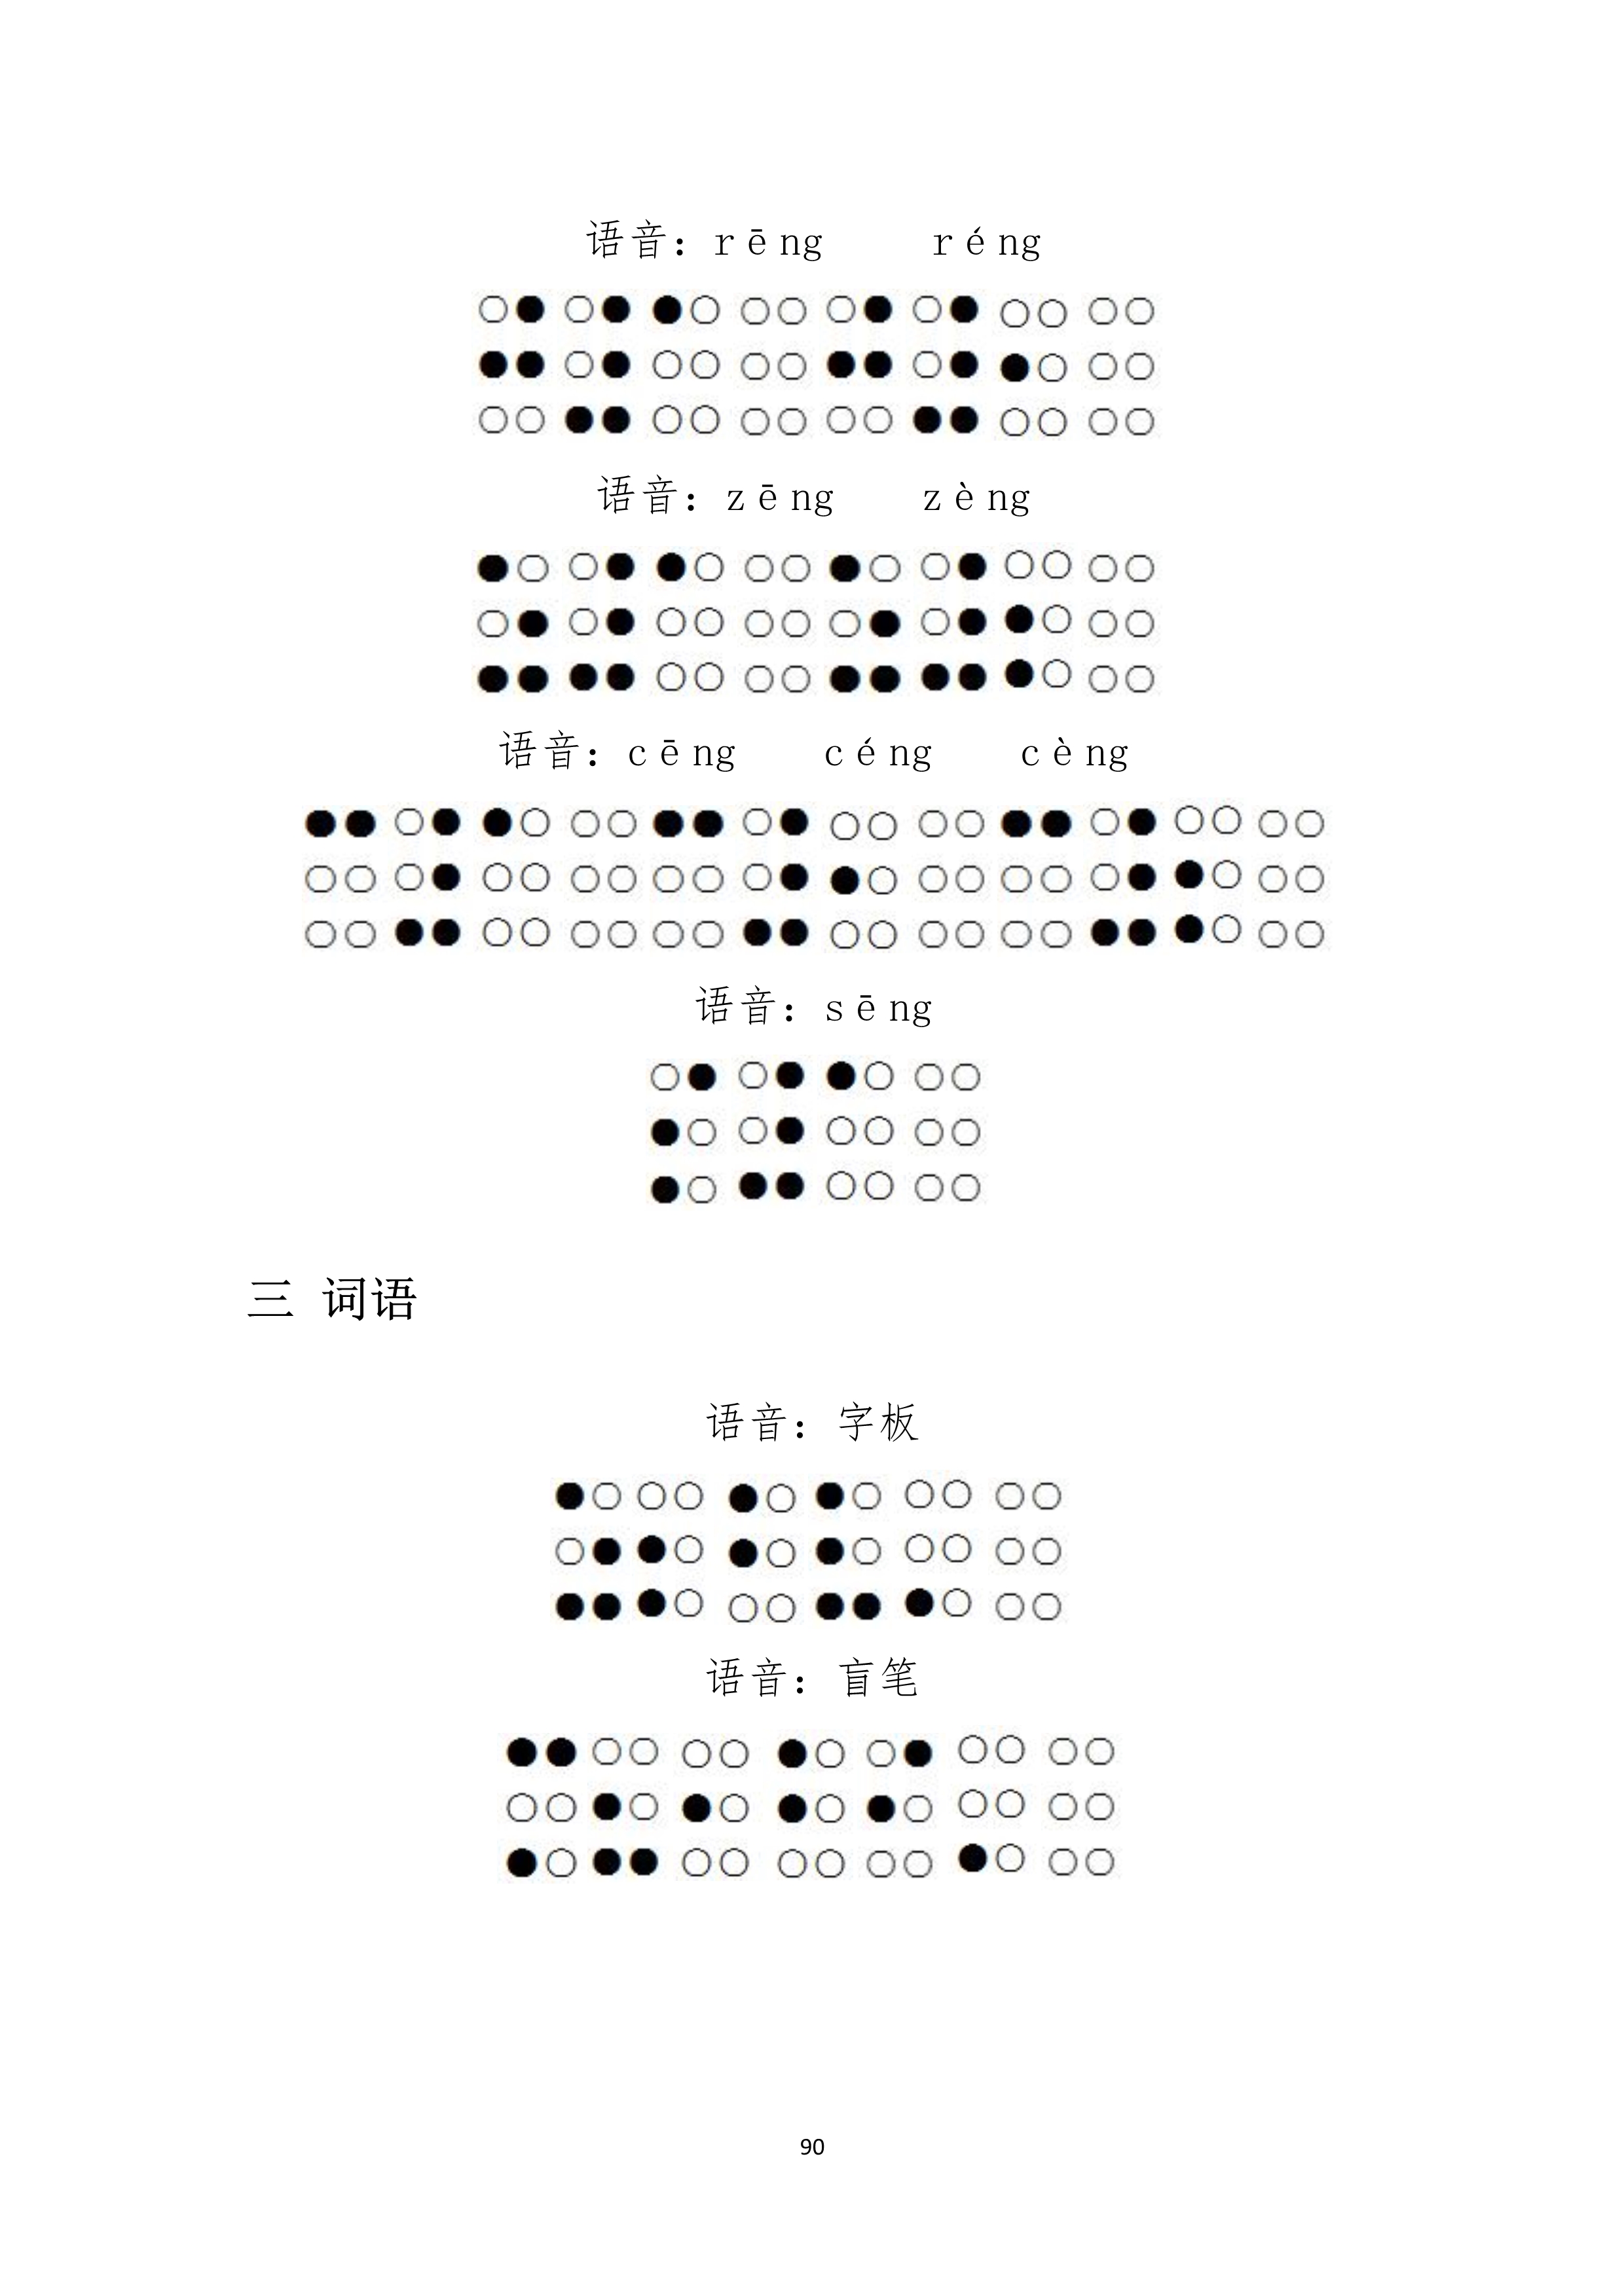 语音：rēng réng
○● ○● ●○ ○○ ○● ○● ○○ ○○
●● ○● ○○ ○○ ●● ○● ●○ ○○
○○ ●● ○○ ○○ ○○ ●● ○○ ○○
语音：zēng zèng
●○ ○● ●○ ○○ ●○ ○● ○○ ○○
○● ○● ○○ ○○ ○● ○● ●○ ○○
●● ●● ○○ ○○ ●● ●● ●○ ○○
语音：cēng céng cèng
●● ○● ●○ ○○ ●● ○● ○○ ○○ ●● ○● ○○ ○○
○○ ○● ○○ ○○ ○○ ○● ●○ ○○ ○○ ○● ●○ ○○
○○ ●● ○○ ○○ ○○ ●● ○○ ○○ ○○ ●● ●○ ○○
语音：sēng
○● ○● ●○ ○○
●○ ○● ○○ ○○
●○ ●● ○○ ○○
三 词语
语音：字板
●○ ○○ ●○ ●○ ○○ ○○
○● ●○ ●○ ●○ ○○ ○○
●● ●○ ○○ ●● ●○ ○○
语音：盲笔
●● ○○ ○○ ●○ ○● ○○ ○○
○○ ●○ ●○ ●○ ●○ ○○ ○○
●○ ●● ○○ ○○ ○○ ●○ ○○
90